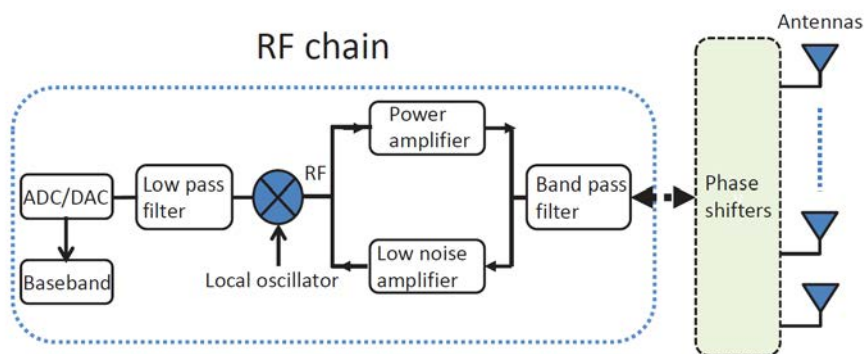 Antennas
RF chain
Power
amplifier
RF
ADC/DAC
Low pass
filter
Band pass
filter
Phase
shifters
Low noise
amplifier
Local oscillator
Baseband